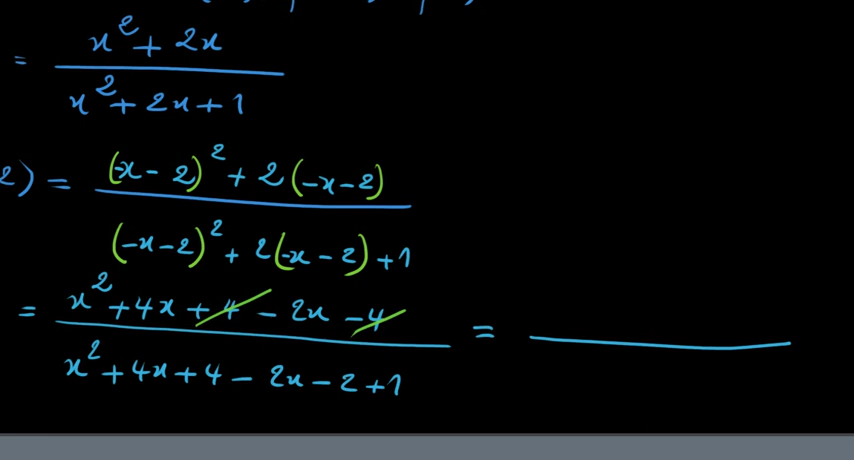 = x² + 2x
x² + 2x + 1
2) = (-x - 2)² + 2(-x - 2)
(-x - 2)² + 2(-x - 2) + 1
= x² + 4x + 4 - 2x - 4 =
x² + 4x + 4 - 2x - 2 + 1